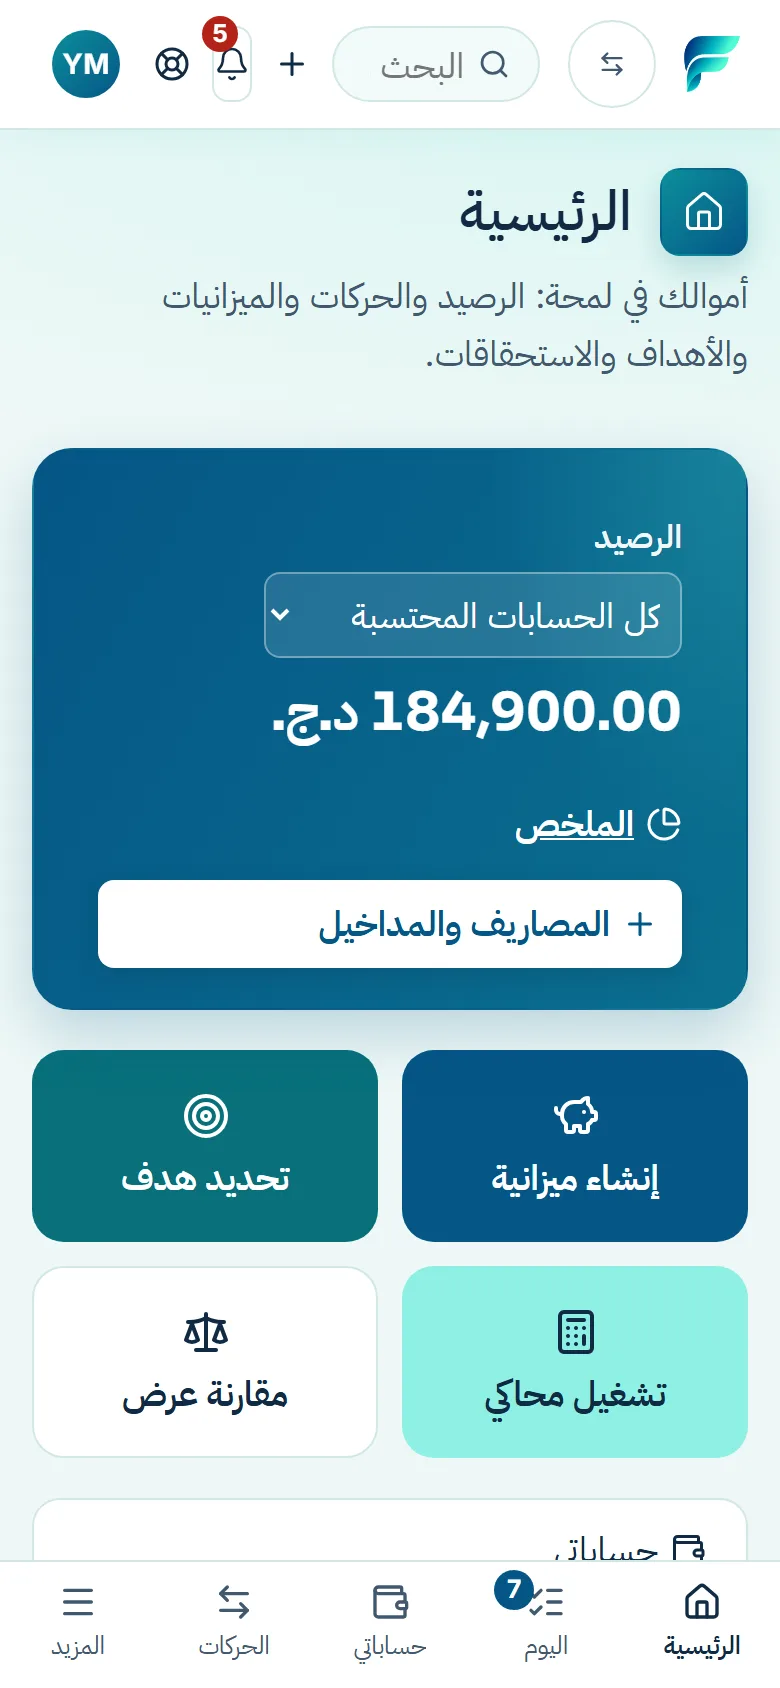 البحث
5
YM
الرئيسية
أموالك في لمحة: الرصيد والحركات والميزانيات
والأهداف والاستحقاقات.
الرصيد
كل الحسابات المحتسبة
184,900.00 د.ج.
الملخص
المصاريف والمداخيل
إنشاء ميزانية
تحديد هدف
تشغيل محاكي
مقارنة عرض
حساباتي
الرئيسية
7
اليوم
حساباتي
الحركات
المزيد